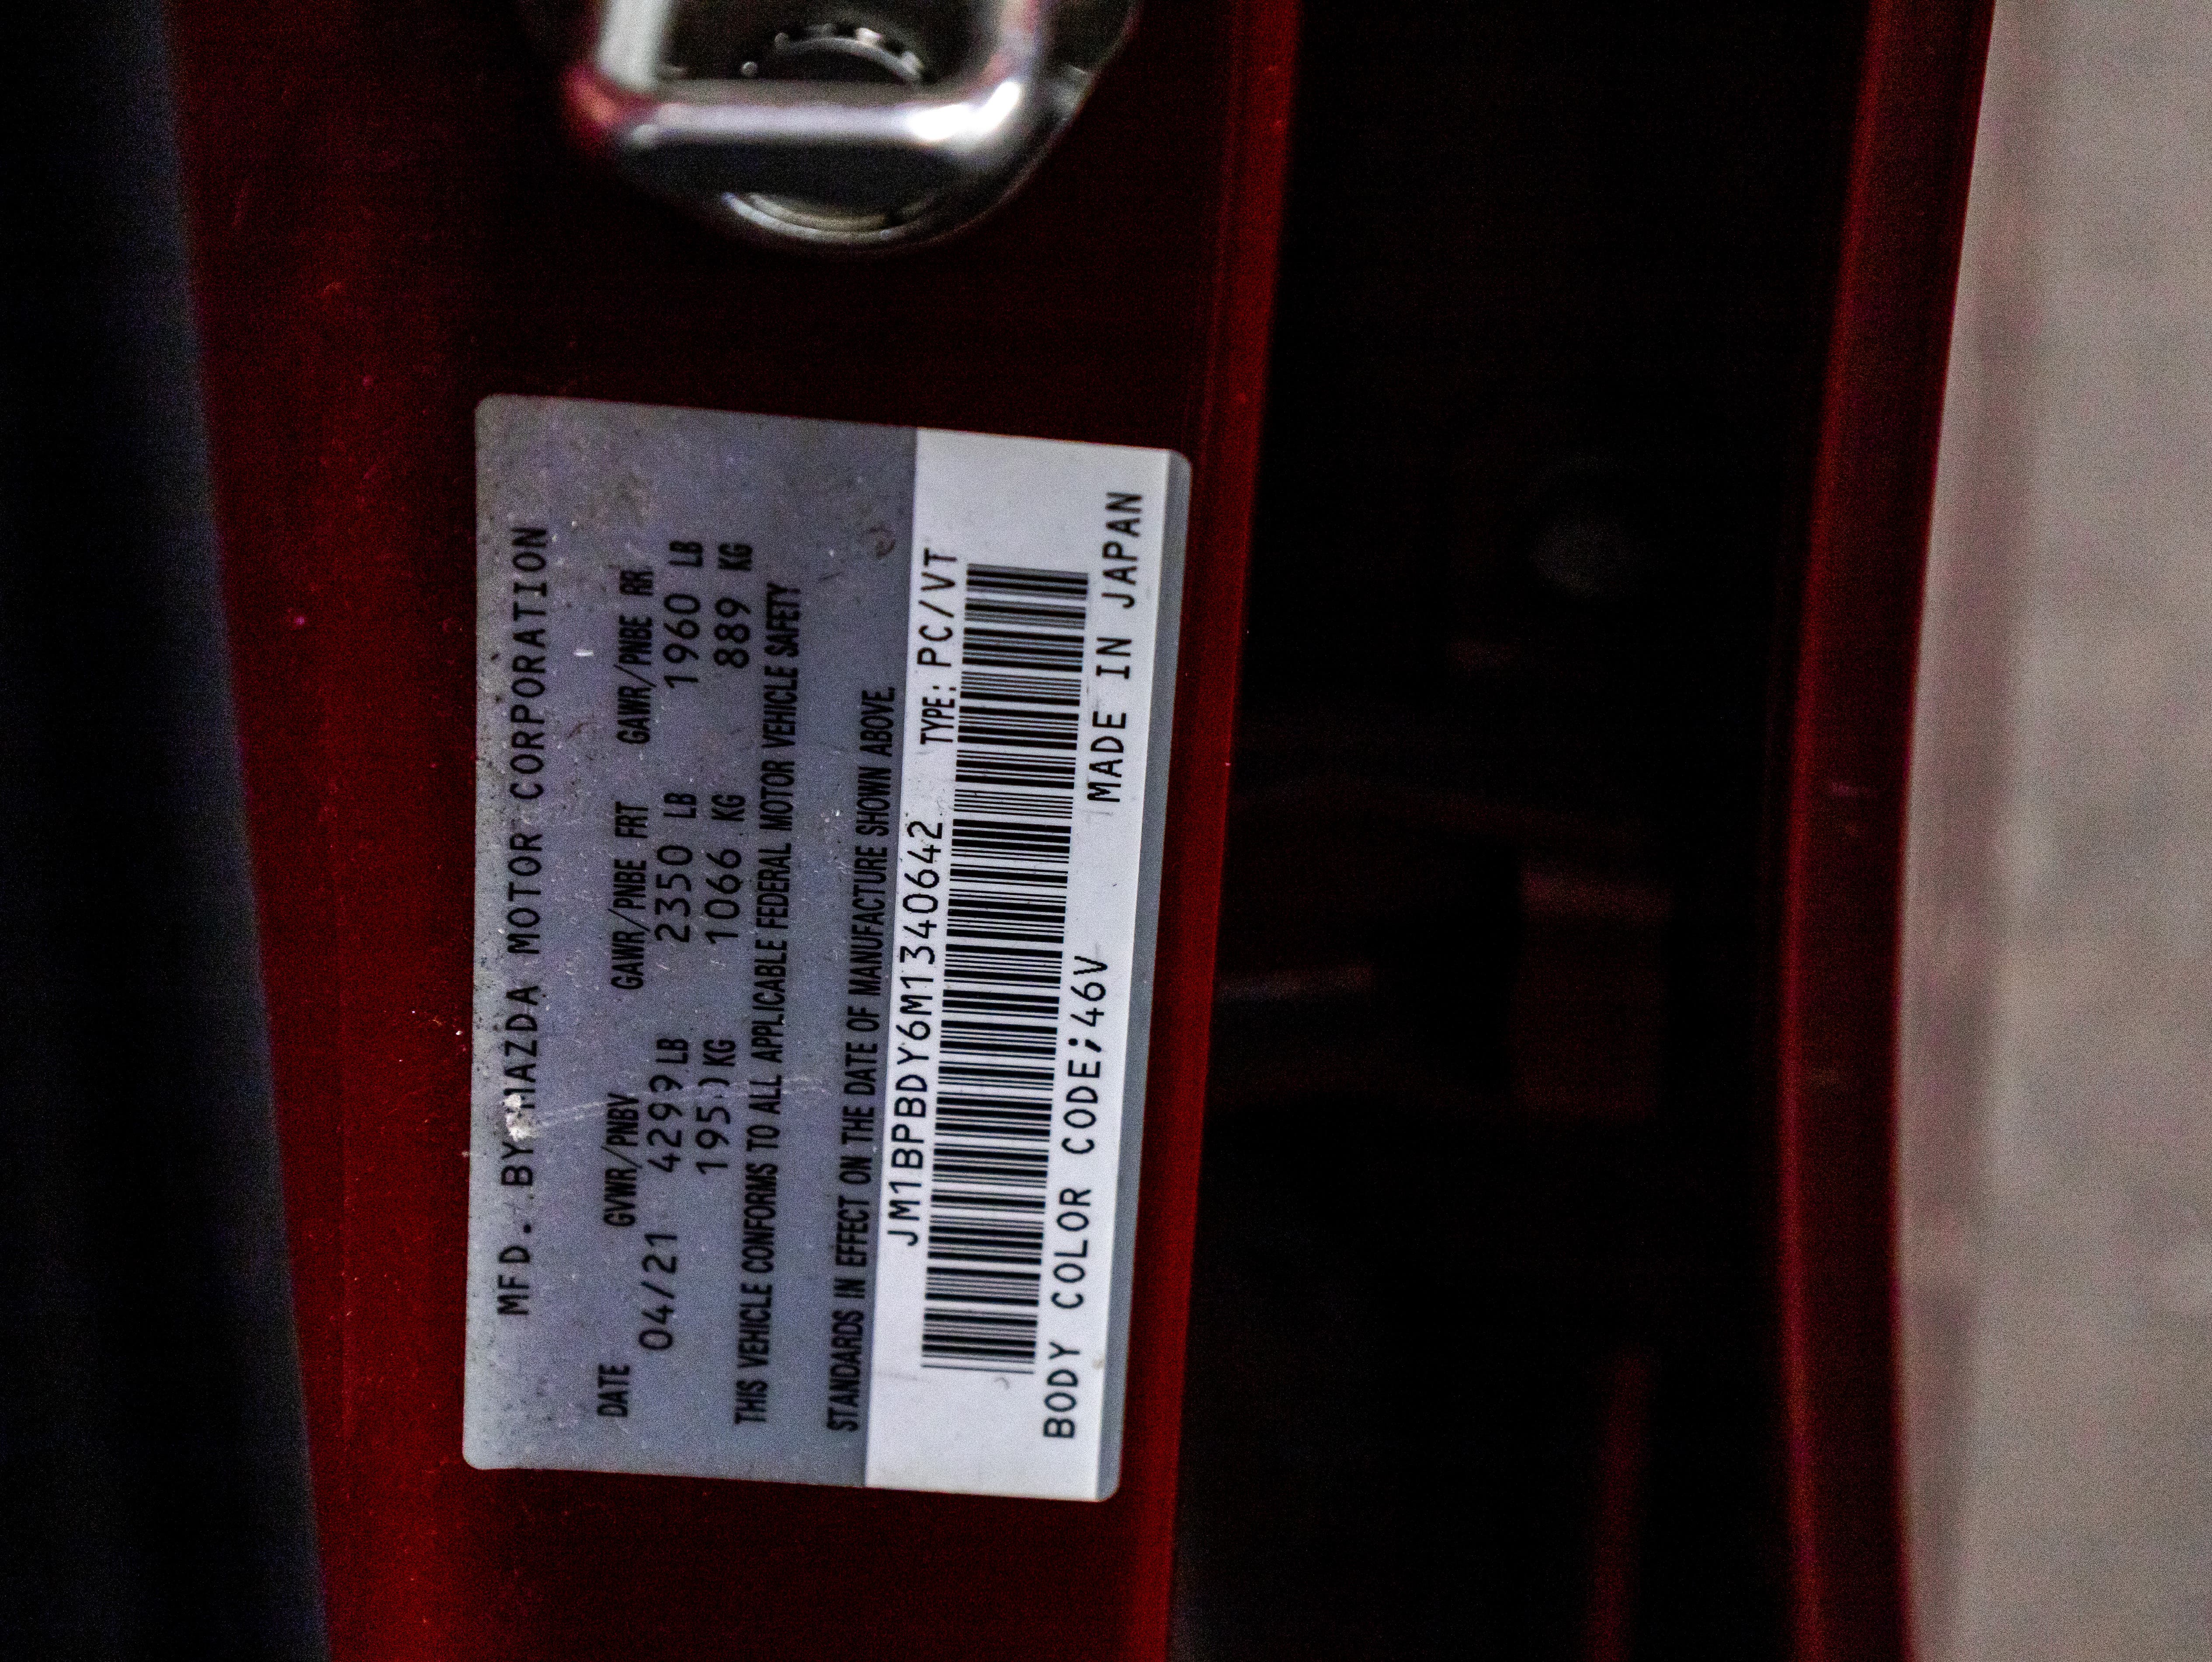 MFD. BY MAZDA MOTOR CORPORATION
DATE GVWR/PNBV GAWR/PNBE FRT GAWR/PNBE RR
04/21 4299LB 2350 LB 1960 LB
1950KG 1066 KG 889 KG
THIS VEHICLE CONFORMS TO ALL APPLICABLE FEDERAL MOTOR VEHICLE SAFETY
STANDARDS IN EFFECT ON THE DATE OF MANUFACTURE SHOWN ABOVE.
JM1BPBDY6M1340642 TYPE: PC/VT
BODY COLOR CODE;46V MADE IN JAPAN